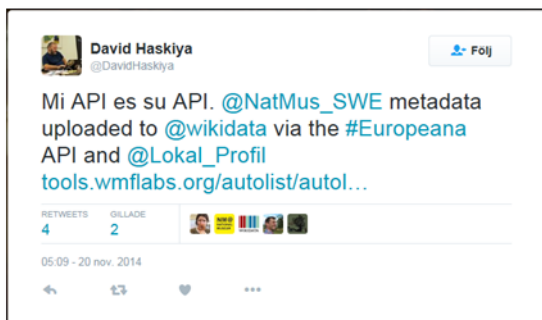 David Haskiya
@DavidHaskiya
Följ
Mi API es su API. @NatMus_SWE metadata
uploaded to @wikidata via the #Europeana
API and @Lokal_Profil
tools.wmflabs.org/autolist/autol…
RETWEETS GILLADE
4 2
05:09 - 20 nov. 2014